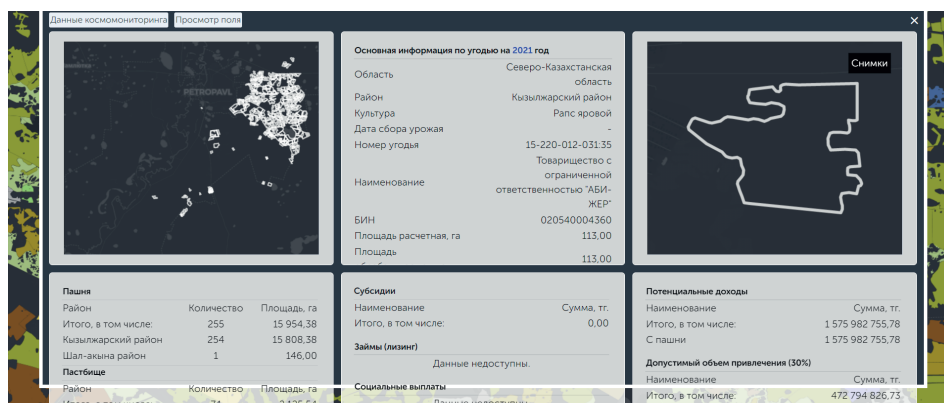 Данные космомониторинга Просмотр поля
PETROPAVL
Основная информация по угодью на 2021 год
Область Северо-Казахстанская область
Район Кызылжарский район
Культура Рапс яровой
Дата сбора урожая -
Номер угодья 15-220-012-031:35
Наименование Товарищество с ограниченной ответственностью "АБИ-ЖЕР"
БИН 020540004360
Площадь расчетная, га 113,00
Площадь 113,00
Снимки
Пашня
Район Количество Площадь, га
Итого, в том числе: 255 15 954,38
Кызылжарский район 254 15 808,38
Шал-акына район 1 146,00
Пастбище
Район Количество Площадь, га
Субсидии
Наименование Сумма, тг.
Итого, в том числе: 0,00
Займы (лизинг)
Данные недоступны.
Социальные выплаты
Данные недоступны.
Потенциальные доходы
Наименование Сумма, тг.
Итого, в том числе: 1 575 982 755,78
С пашни 1 575 982 755,78
Допустимый объем привлечения (30%)
Наименование Сумма, тг.
Итого, в том числе: 472 794 826,73